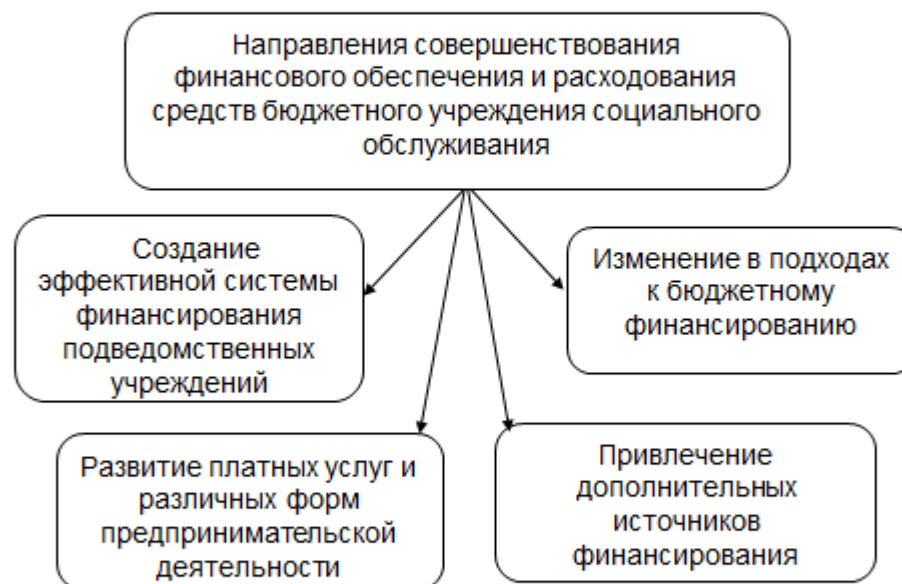 Направления совершенствования
финансового обеспечения и расходования
средств бюджетного учреждения социального
обслуживания
Создание
эффективной системы
финансирования
подведомственных
учреждений
Изменение в подходах
к бюджетному
финансированию
Развитие платных услуг и
различных форм
предпринимательской
деятельности
Привлечение
дополнительных
источников
финансирования